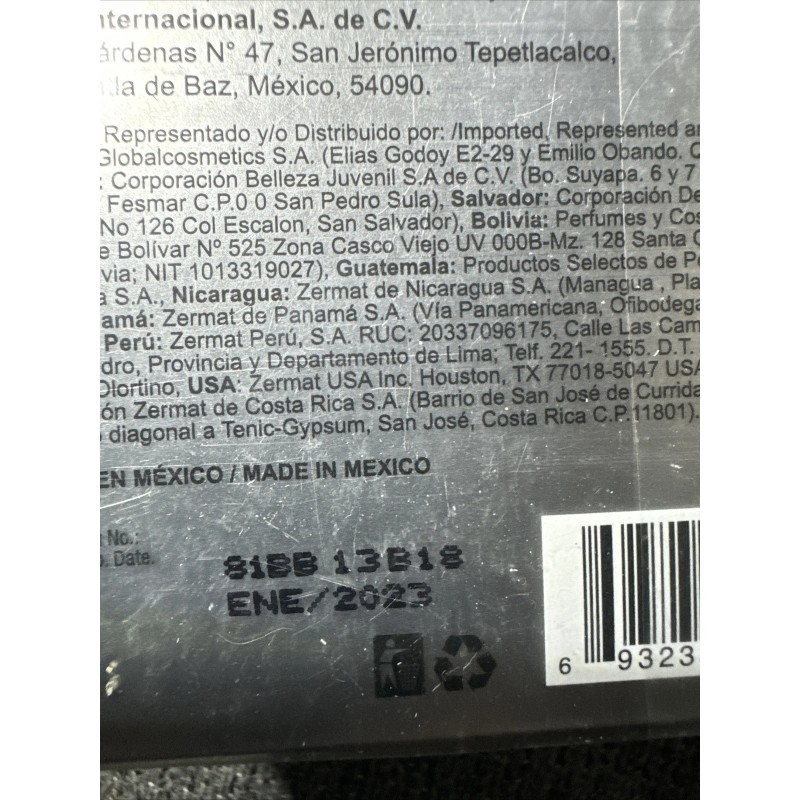 nternacional, S.A. de C.V.
árdenas N° 47, San Jerónimo Tepetlacalco,
la de Baz, México, 54090.
Representado y/o Distribuido por: /Imported, Represented an
Globalcosmetics S.A. (Elias Godoy E2-29 y Emilio Obando. C
: Corporación Belleza Juvenil S.A de C.V. (Bo. Suyapa. 6 y 7
Fesmar C.P.0 0 San Pedro Sula), Salvador: Corporación De
No 126 Col Escalon, San Salvador), Bolivia: Perfumes y Cos
e Bolívar Nº 525 Zona Casco Viejo UV 000B-Mz. 128 Santa C
via; NIT 1013319027), Guatemala: Productos Selectos de Pe
a S.A., Nicaragua: Zermat de Nicaragua S.A. (Managua , Pla
amá: Zermat de Panamá S.A. (Vía Panamericana, Ofibodega
Perú: Zermat Perú, S.A. RUC: 20337096175, Calle Las Cam
dro, Provincia y Departamento de Lima; Telf. 221- 1555. D.T.
Olortino, USA: Zermat USA Inc. Houston, TX 77018-5047 USA
ón Zermat de Costa Rica S.A. (Barrio de San José de Currida
diagonal a Tenic-Gypsum, San José, Costa Rica C.P.11801).
EN MÉXICO / MADE IN MEXICO
No.:
. Date.
81BB 13B18
ENE/2023
6 9323